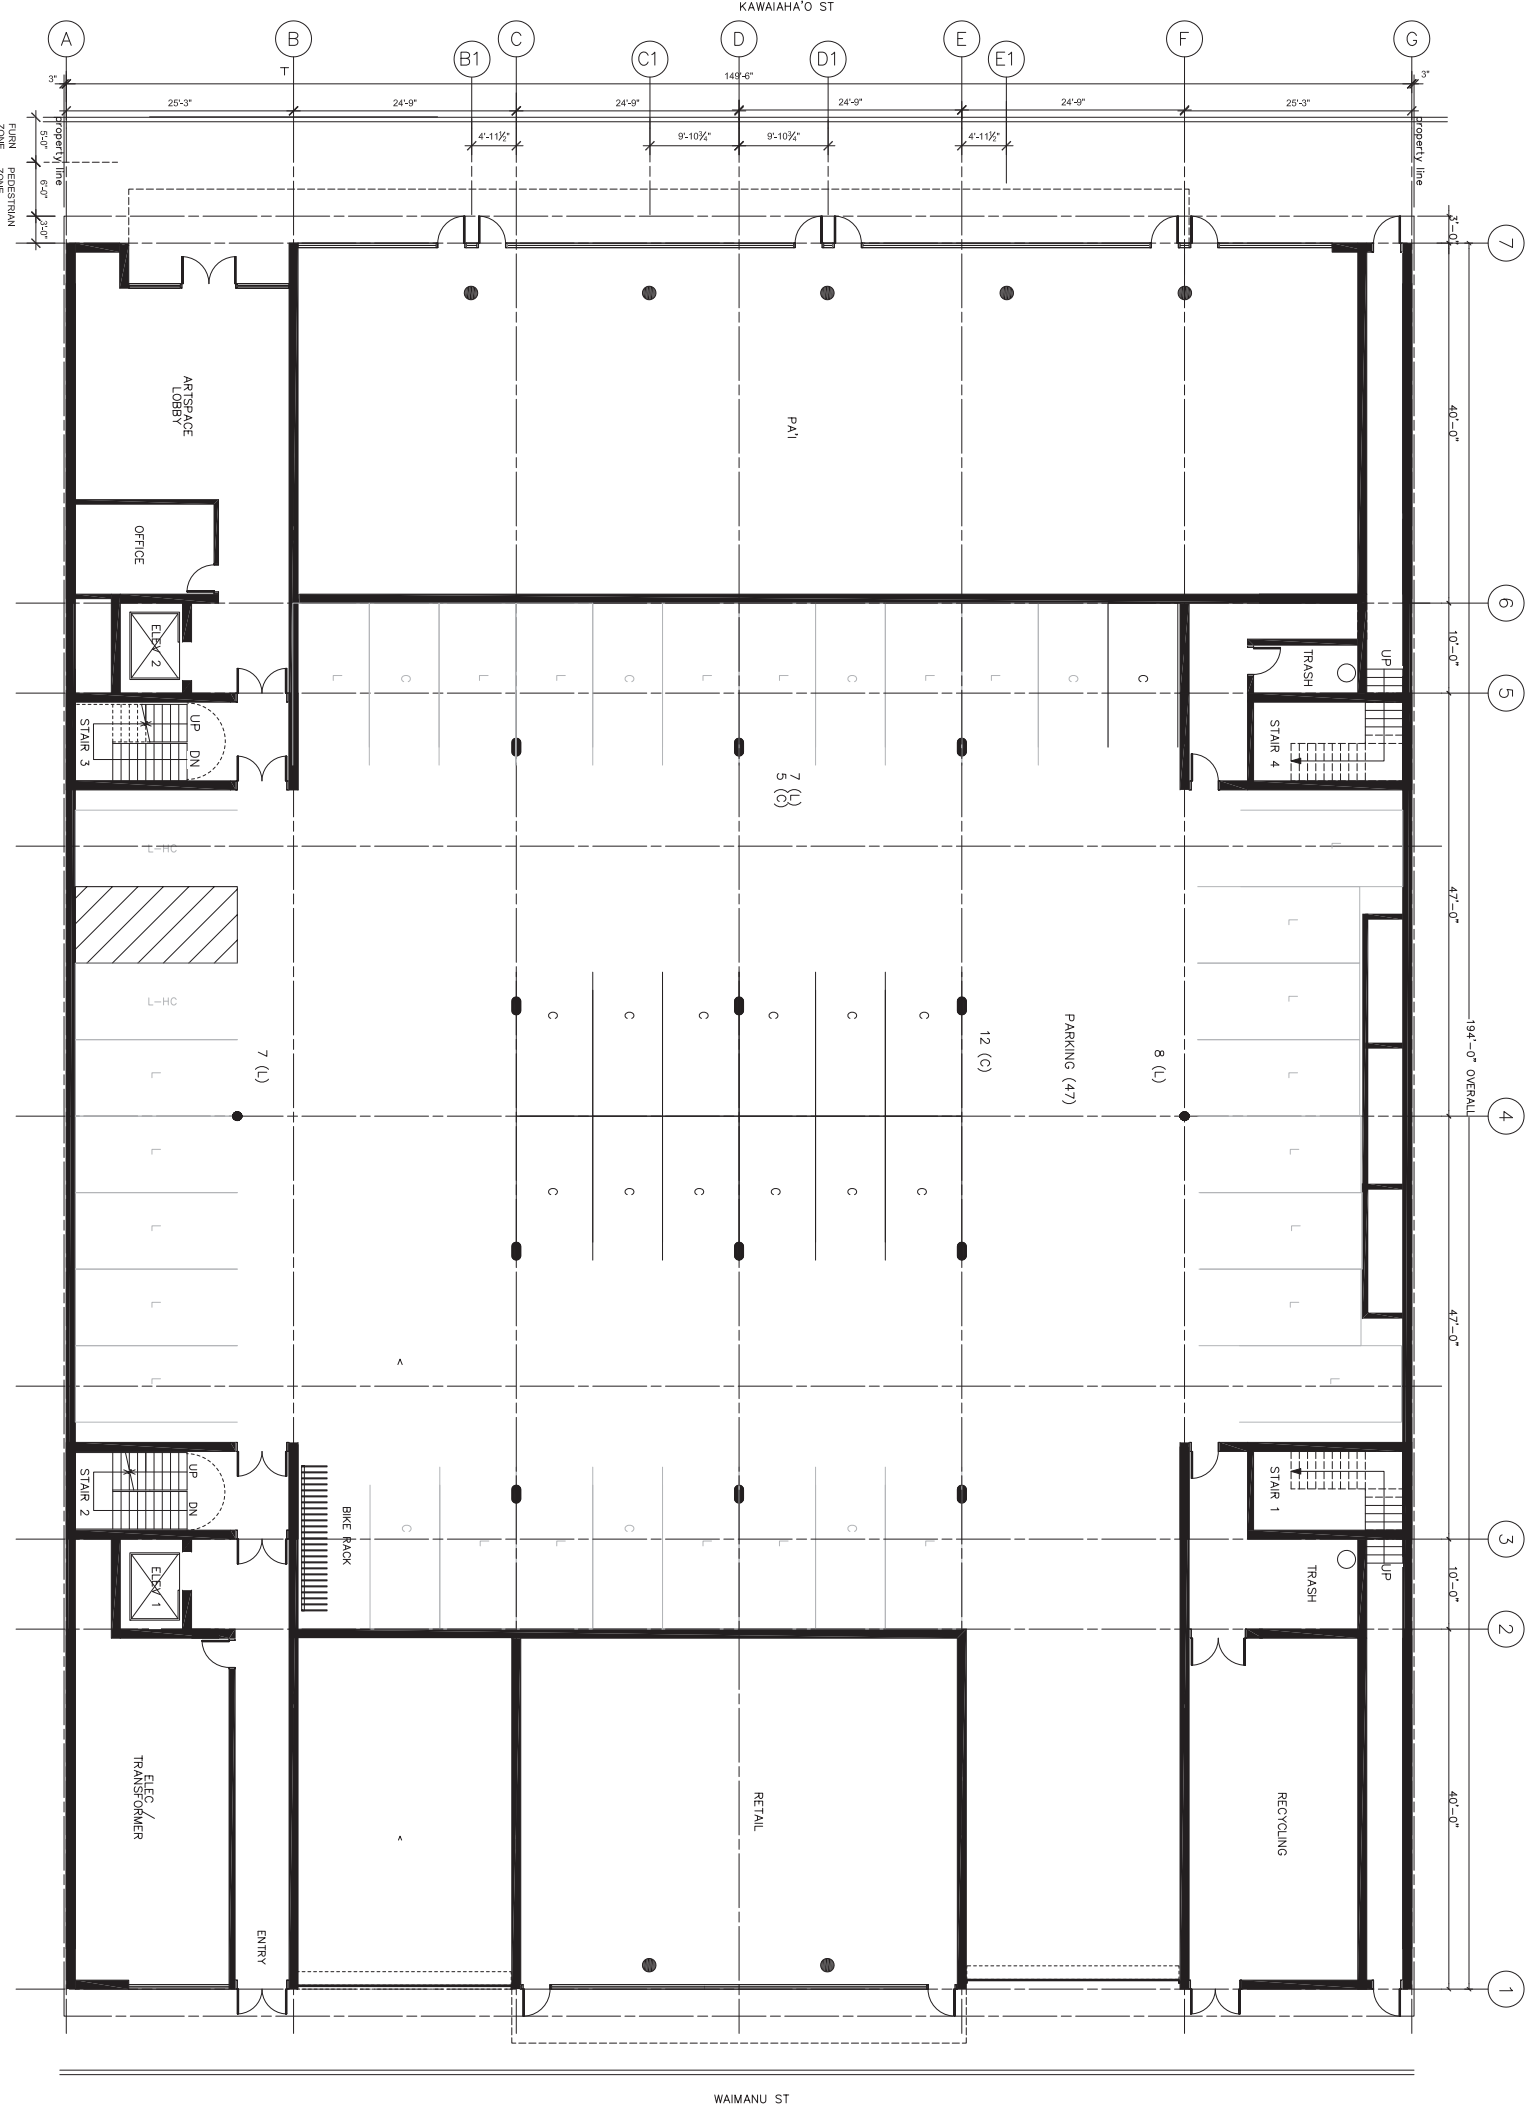 KAWAIAHA'O ST
A
B
C
D
E
F
G
B1
C1
D1
E1
T
3"
149'-6"
3"
25'-3"
24'-9"
24'-9"
24'-9"
24'-9"
25'-3"
4'-11½"
9'-10¾"
9'-10¾"
4'-11½"
property line
property line
FURN
ZONE
5'-0"
PEDESTRIAN
ZONE
6'-0"
3'-0"
3'-0"
7
ARTSPACE
LOBBY
PA'I
40'-0"
OFFICE
6
ELEV 2
L
C
L
L
C
L
L
C
L
L
C
C
TRASH
UP
10'-0"
5
STAIR 3
UP
DN
STAIR 4
7 (L)
5 (C)
L-HC
L
47'-0"
L
L-HC
C
C
C
C
C
C
L
194'-0" OVERALL
PARKING (47)
12 (C)
7 (L)
8 (L)
L
L
4
L
L
C
C
C
C
C
C
L
L
L
L
47'-0"
L
L
STAIR 2
UP
DN
STAIR 1
BIKE RACK
C
L
C
L
L
C
L
3
ELEV 1
TRASH
UP
10'-0"
2
ELEC /
TRANSFORMER
RETAIL
RECYCLING
40'-0"
ENTRY
1
WAIMANU ST